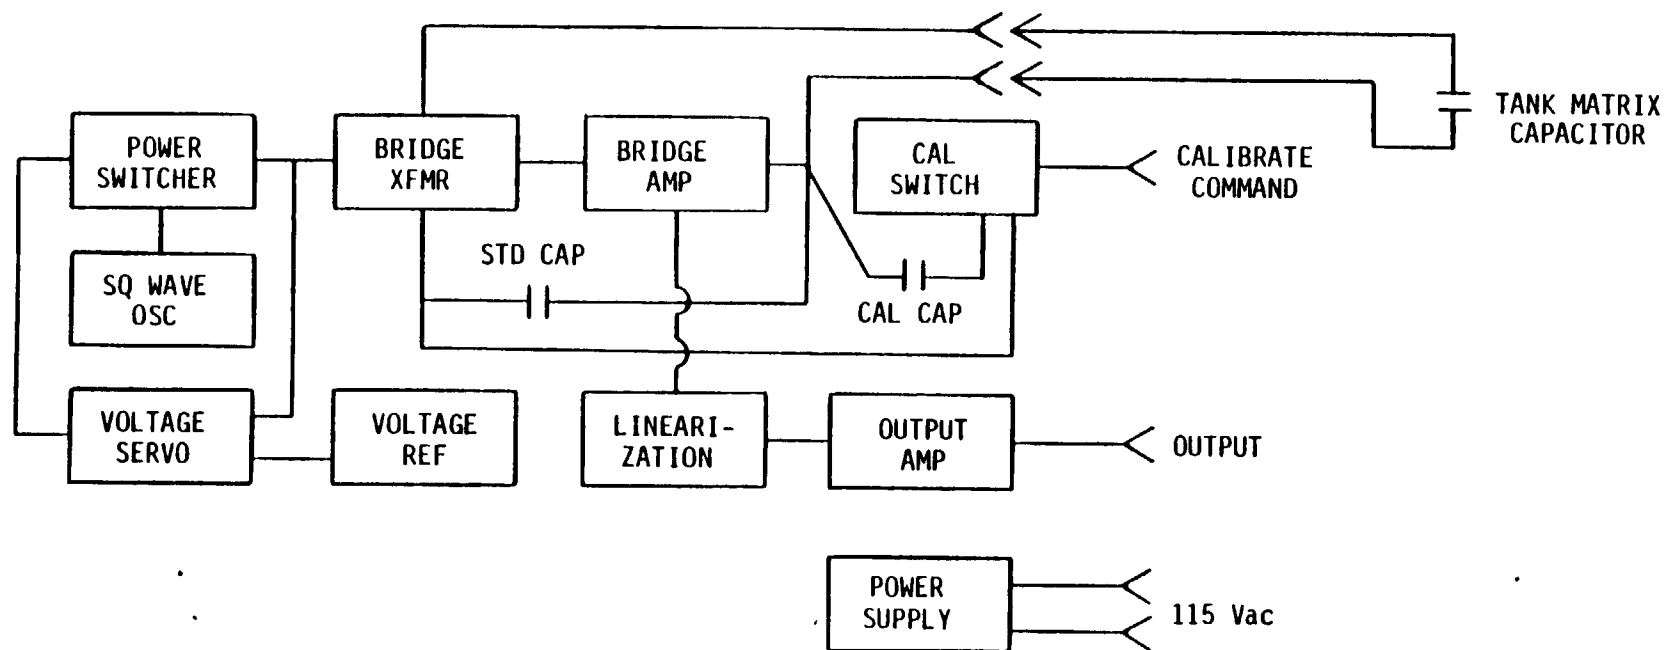 TANK MATRIX
CAPACITOR
POWER
SWITCHER
BRIDGE
XFMR
BRIDGE
AMP
CAL
SWITCH
CALIBRATE
COMMAND
STD CAP
SQ WAVE
OSC
CAL CAP
VOLTAGE
SERVO
VOLTAGE
REF
LINEARI-
ZATION
OUTPUT
AMP
OUTPUT
POWER
SUPPLY
115 Vac